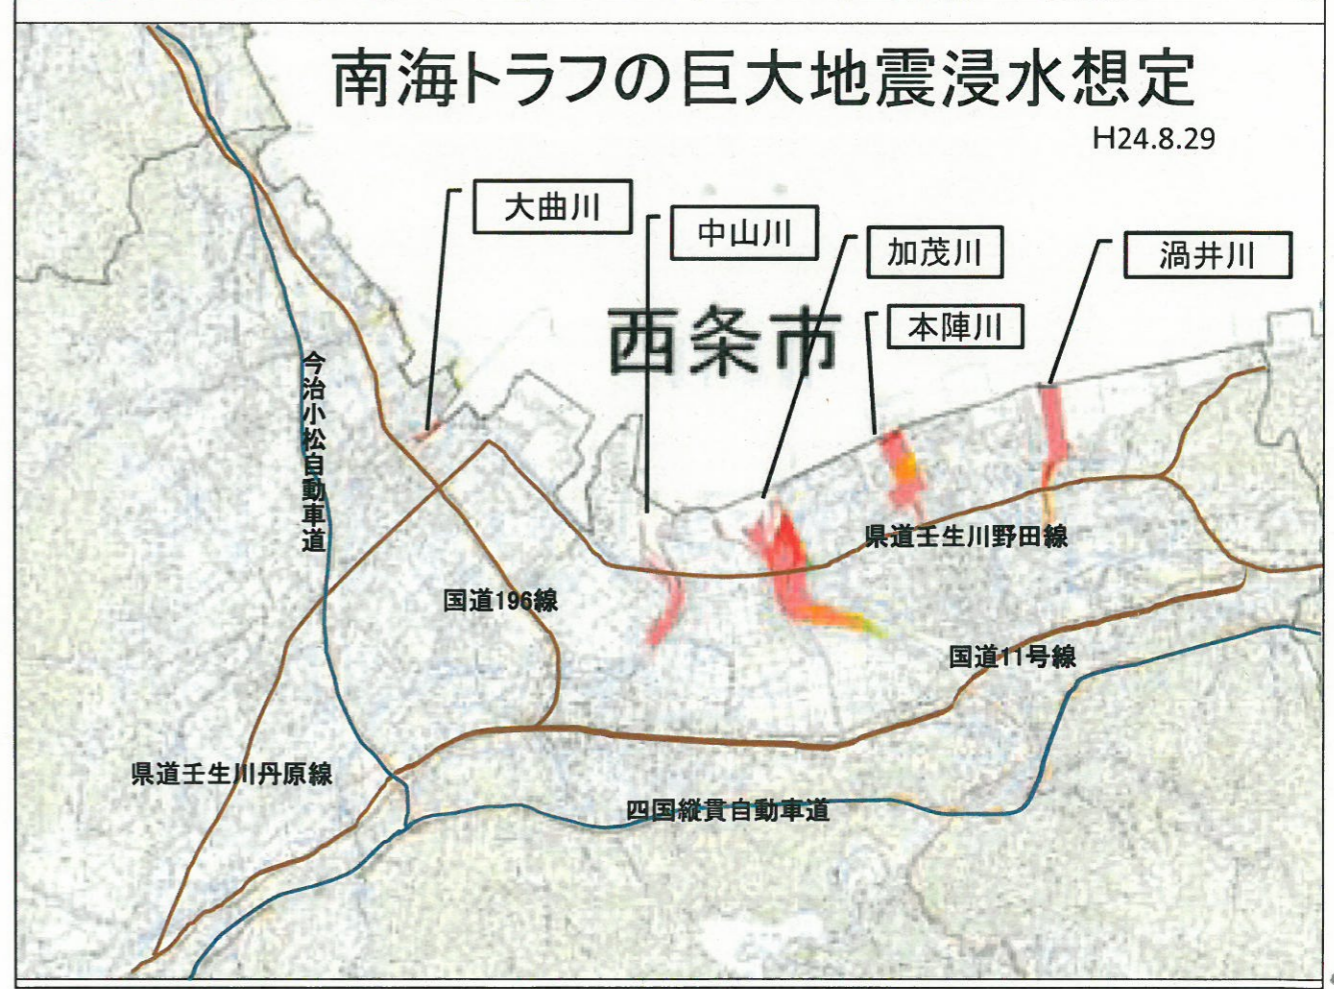 南海トラフの巨大地震浸水想定
H24.8.29
大曲川
中山川
加茂川
渦井川
本陣川
西条市
今治小松自動車道
県道壬生川野田線
国道196線
国道11号線
県道壬生川丹原線
四国縦貫自動車道